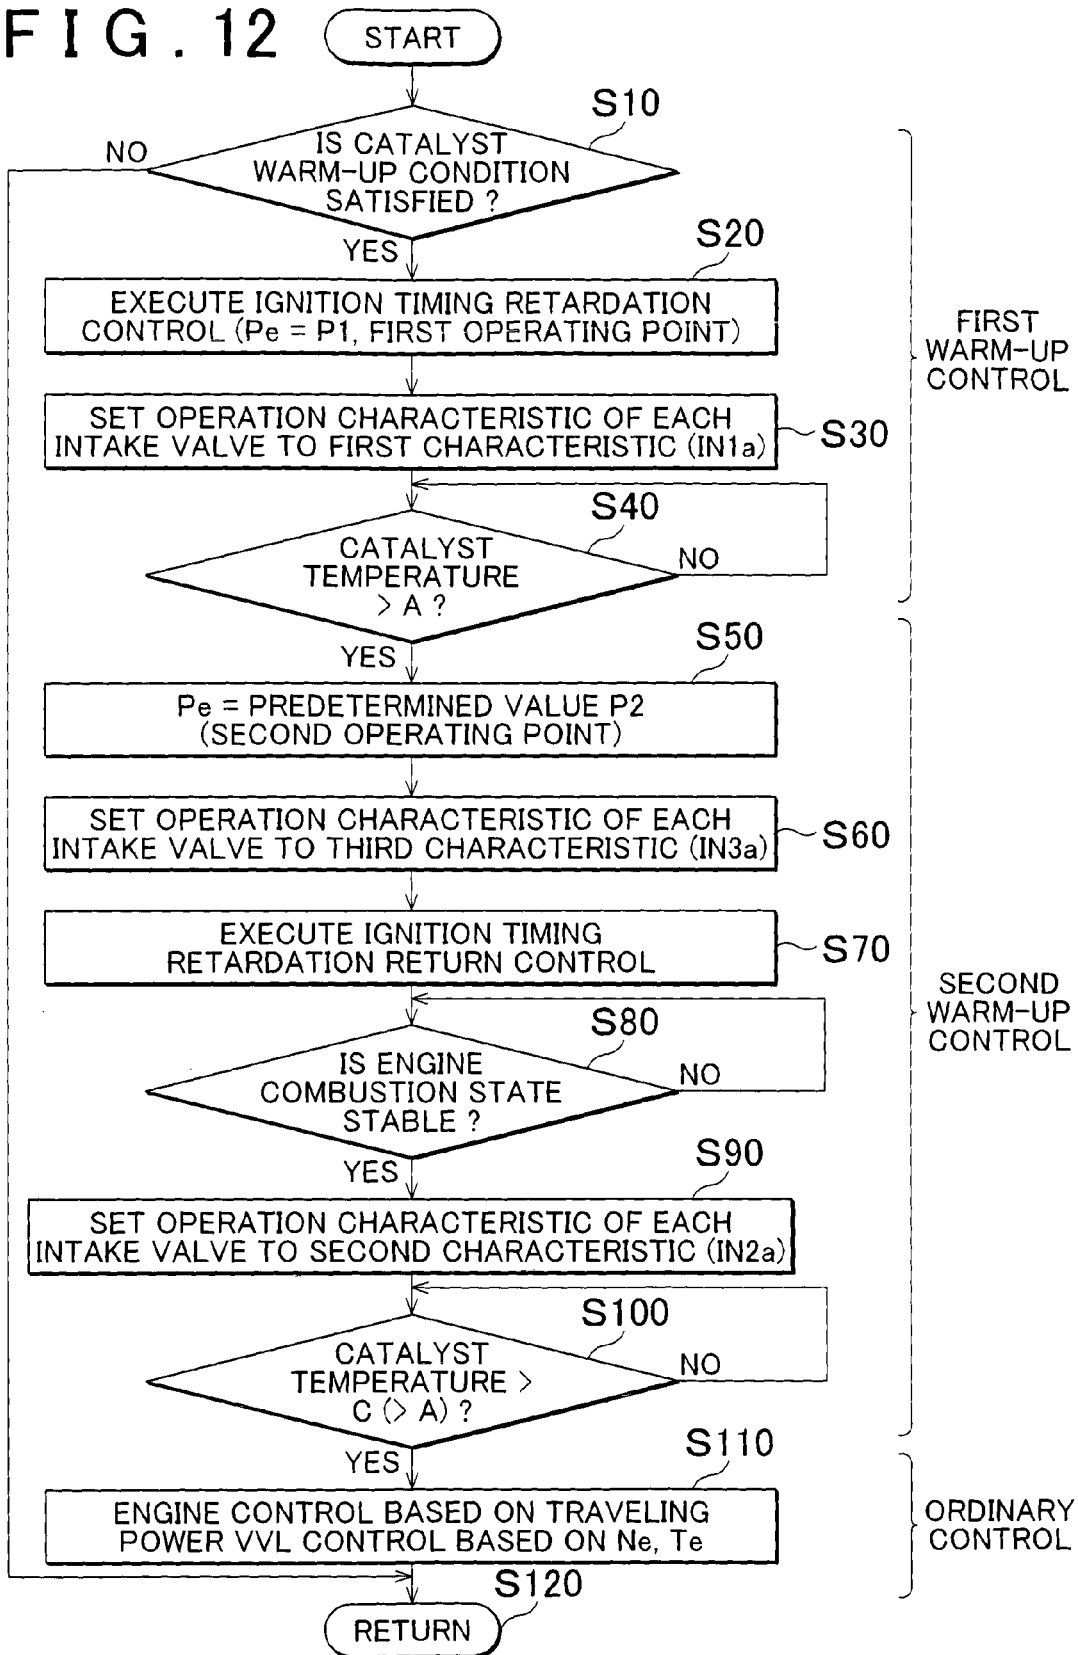 FIG. 12
START
S10
IS CATALYST
WARM-UP CONDITION
SATISFIED ?
NO
YES
S20
EXECUTE IGNITION TIMING RETARDATION
CONTROL (Pe = P1, FIRST OPERATING POINT)
SET OPERATION CHARACTERISTIC OF EACH
INTAKE VALVE TO FIRST CHARACTERISTIC (IN1a)
S30
FIRST
WARM-UP
CONTROL
S40
CATALYST
TEMPERATURE
> A ?
NO
YES
S50
Pe = PREDETERMINED VALUE P2
(SECOND OPERATING POINT)
SET OPERATION CHARACTERISTIC OF EACH
INTAKE VALVE TO THIRD CHARACTERISTIC (IN3a)
S60
EXECUTE IGNITION TIMING
RETARDATION RETURN CONTROL
S70
SECOND
WARM-UP
CONTROL
S80
IS ENGINE
COMBUSTION STATE
STABLE ?
NO
YES
S90
SET OPERATION CHARACTERISTIC OF EACH
INTAKE VALVE TO SECOND CHARACTERISTIC (IN2a)
S100
CATALYST
TEMPERATURE >
C (> A) ?
NO
YES
S110
ENGINE CONTROL BASED ON TRAVELING
POWER VVL CONTROL BASED ON Ne, Te
ORDINARY
CONTROL
S120
RETURN